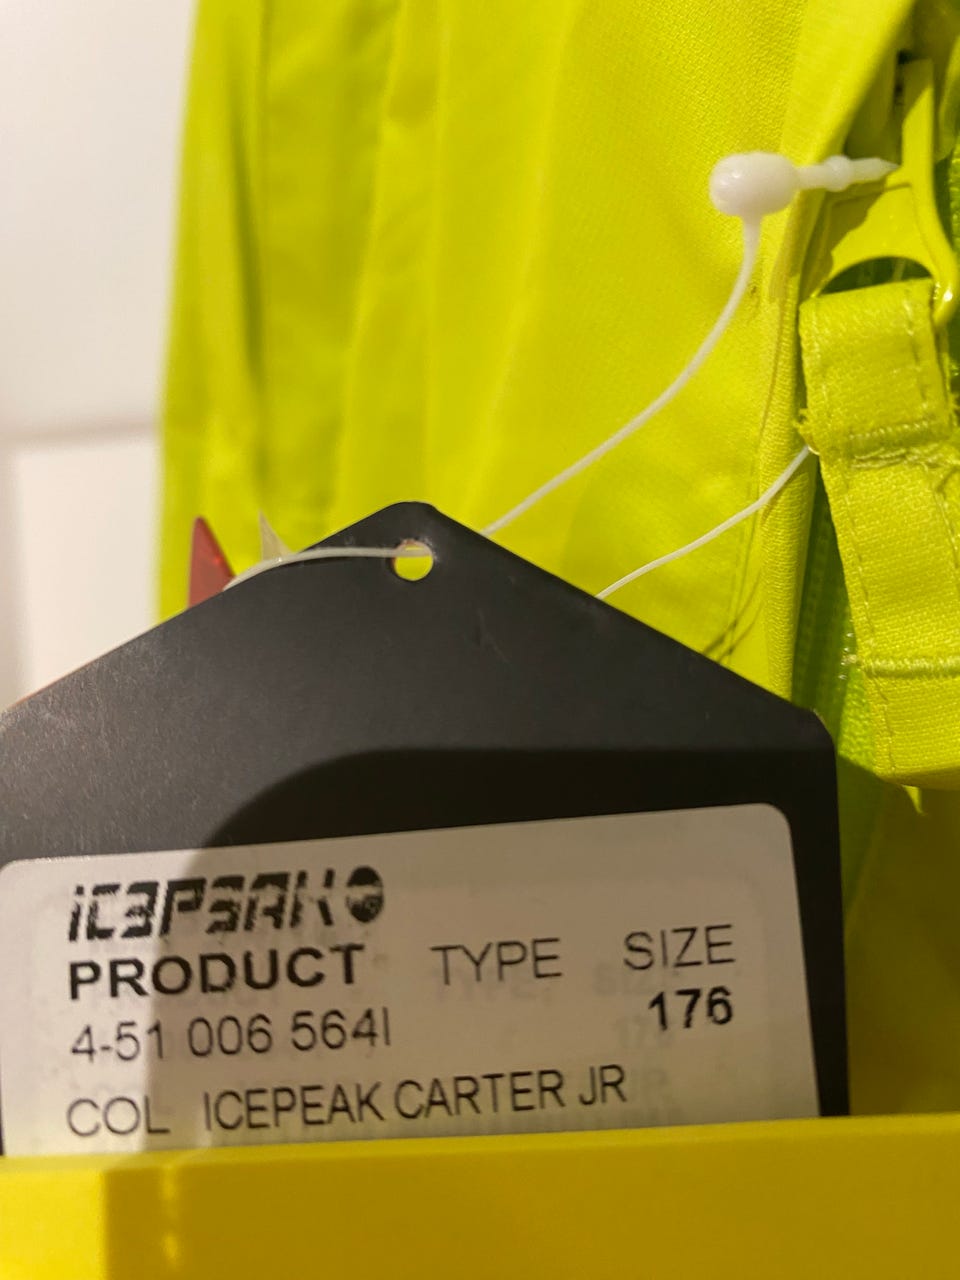 ICEPEAK
PRODUCT TYPE SIZE
4-51 006 564I 176
COL ICEPEAK CARTER JR